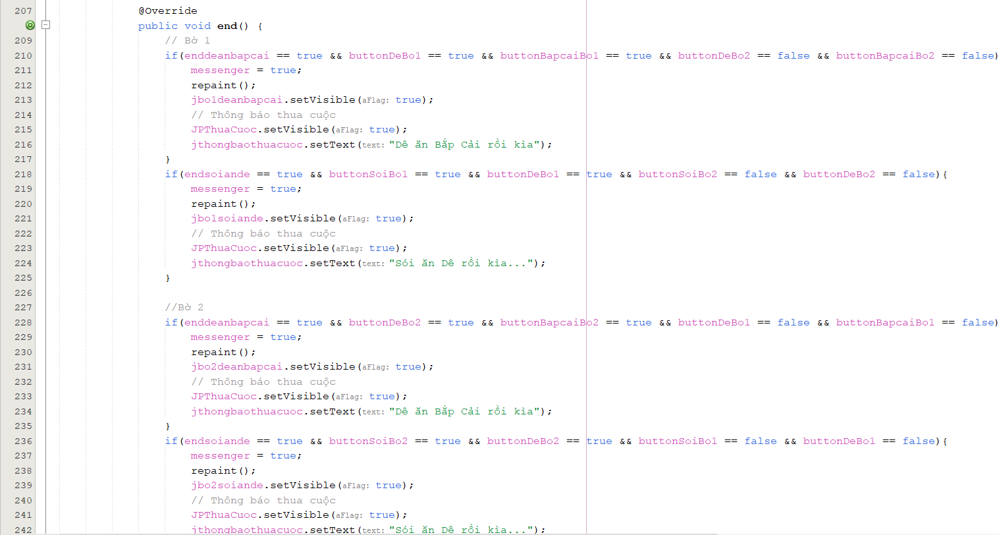 207 @Override
public void end() {
209 // Bờ 1
210 if(enddeanbapcai == true && buttonDeBo1 == true && buttonBapcaiBo1 == true && buttonDeBo2 == false && buttonBapcaiBo2 == false)
211 messenger = true;
212 repaint();
213 jbo1deanbapcai.setVisible(aFlag: true);
214 // Thông báo thua cuộc
215 JPThuaCuoc.setVisible(aFlag: true);
216 jthongbaothuacuoc.setText(text: "Dê ăn Bắp Cải rồi kìa");
217 }
218 if(endsoiande == true && buttonSoiBo1 == true && buttonDeBo1 == true && buttonSoiBo2 == false && buttonDeBo2 == false){
219 messenger = true;
220 repaint();
221 jbo1soiande.setVisible(aFlag: true);
222 // Thông báo thua cuộc
223 JPThuaCuoc.setVisible(aFlag: true);
224 jthongbaothuacuoc.setText(text: "Sói ăn Dê rồi kìa...");
225 }
226
227 //Bờ 2
228 if(enddeanbapcai == true && buttonDeBo2 == true && buttonBapcaiBo2 == true && buttonDeBo1 == false && buttonBapcaiBo1 == false)
229 messenger = true;
230 repaint();
231 jbo2deanbapcai.setVisible(aFlag: true);
232 // Thông báo thua cuộc
233 JPThuaCuoc.setVisible(aFlag: true);
234 jthongbaothuacuoc.setText(text: "Dê ăn Bắp Cải rồi kìa");
235 }
236 if(endsoiande == true && buttonSoiBo2 == true && buttonDeBo2 == true && buttonSoiBo1 == false && buttonDeBo1 == false){
237 messenger = true;
238 repaint();
239 jbo2soiande.setVisible(aFlag: true);
240 // Thông báo thua cuộc
241 JPThuaCuoc.setVisible(aFlag: true);
242 jthongbaothuacuoc.setText(text: "Sói ăn Dê rồi kìa...");